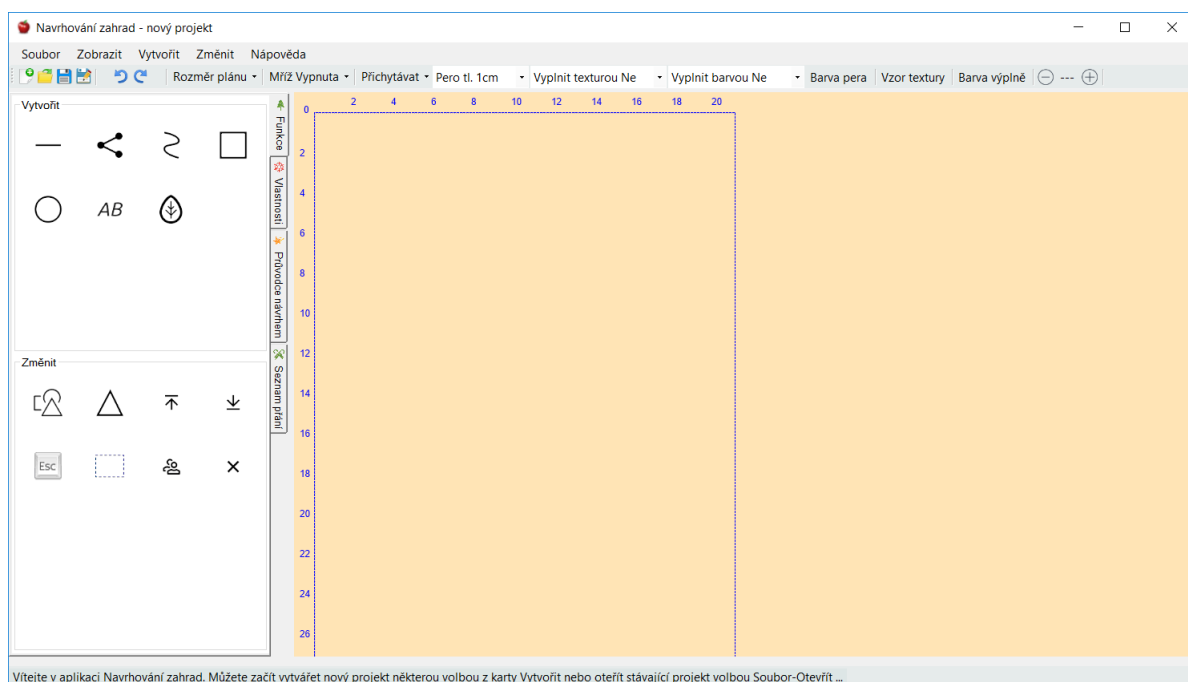 Navrhování zahrad - nový projekt
Soubor Zobrazit Vytvořit Změnit Nápověda
Rozměr plánu Mříž Vypnuta Přichytávat Pero tl. 1cm Vyplnit texturou Ne Vyplnit barvou Ne Barva pera Vzor textury Barva výplně ---
Vytvořit
AB
Změnit
Esc
Funkce
Vlastnosti
Průvodce návrhem
Seznam přání
0 2 4 6 8 10 12 14 16 18 20
2
4
6
8
10
12
14
16
18
20
22
24
26
Vítejte v aplikaci Navrhování zahrad. Můžete začít vytvářet nový projekt některou volbou z karty Vytvořit nebo oteřít stávající projekt volbou Soubor-Otevřít ...